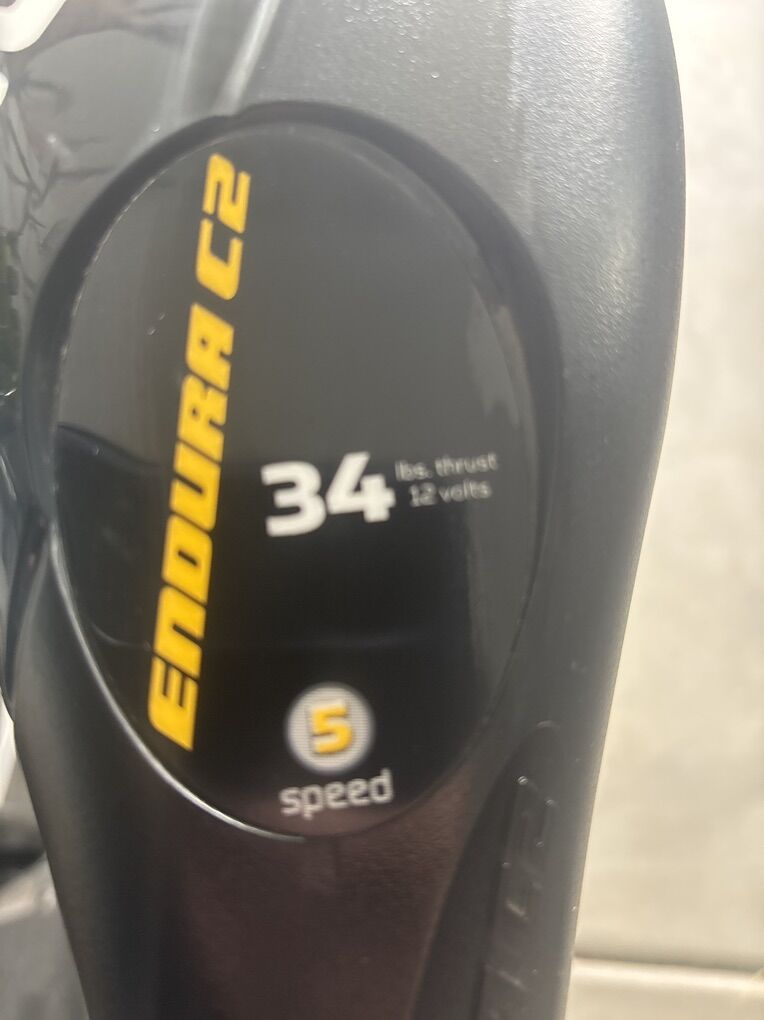 ENDURA C2
34 lbs. thrust
12 volts
5
speed